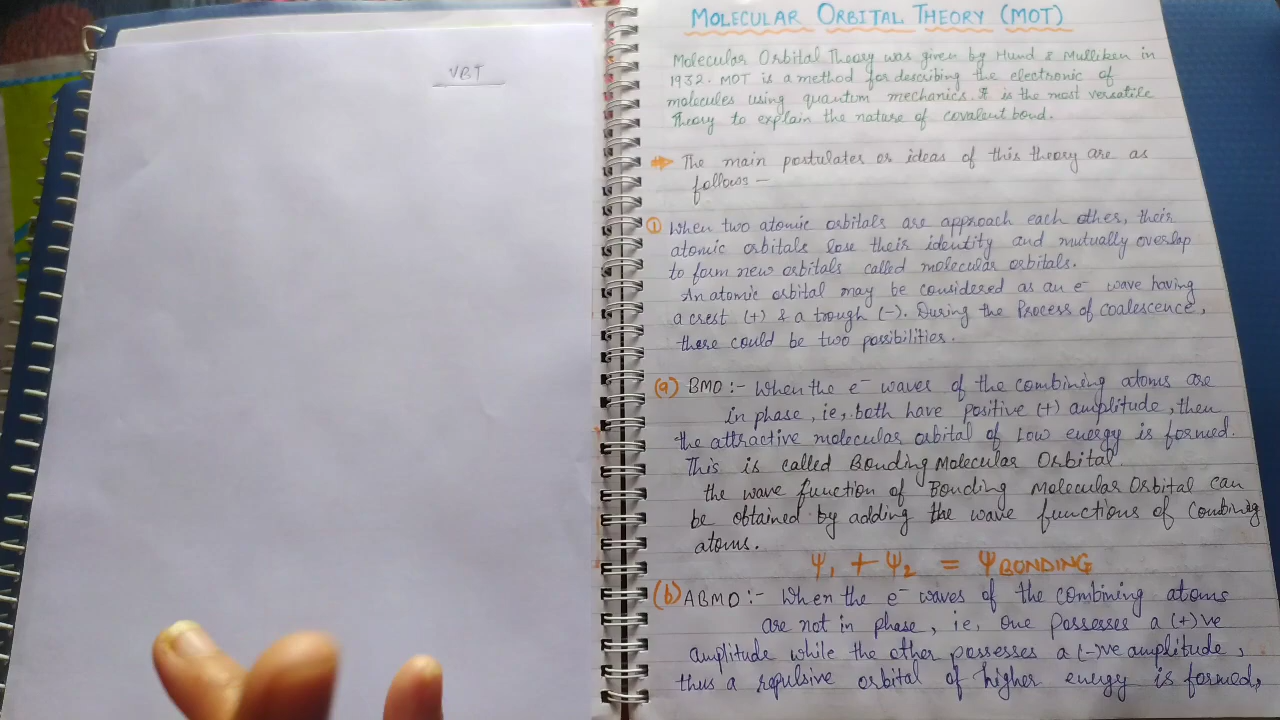 VBT
MOLECULAR ORBITAL THEORY (MOT)
Molecular Orbital Theory was given by Hund & Mulliken in
1932. MOT is a method for describing the electronic of
molecules using quantum mechanics. It is the most versatile
Theory to explain the nature of covalent bond.
The main postulates or ideas of this theory are as
follows —
① When two atomic orbitals are approach each other, their
atomic orbitals lose their identity and mutually overlap
to form new orbitals called molecular orbitals.
An atomic orbital may be considered as an e⁻ wave having
a crest (+) & a trough (-). During the Process of coalescence,
there could be two possibilities.
(a) BMO :- When the e⁻ waves of the combining atoms are
in phase, ie, both have positive (+) amplitude, then
the attractive molecular orbital of Low energy is formed.
This is called Bonding Molecular Orbital.
the wave function of Bonding Molecular Orbital can
be obtained by adding the wave functions of combining
atoms.
Ψ₁ + Ψ₂ = Ψ BONDING
(b) ABMO :- When the e⁻ waves of the combining atoms
are not in phase, ie, one possesses a (+)ve
amplitude while the other possesses a (-)ve amplitude,
thus a repulsive orbital of higher energy is formed,